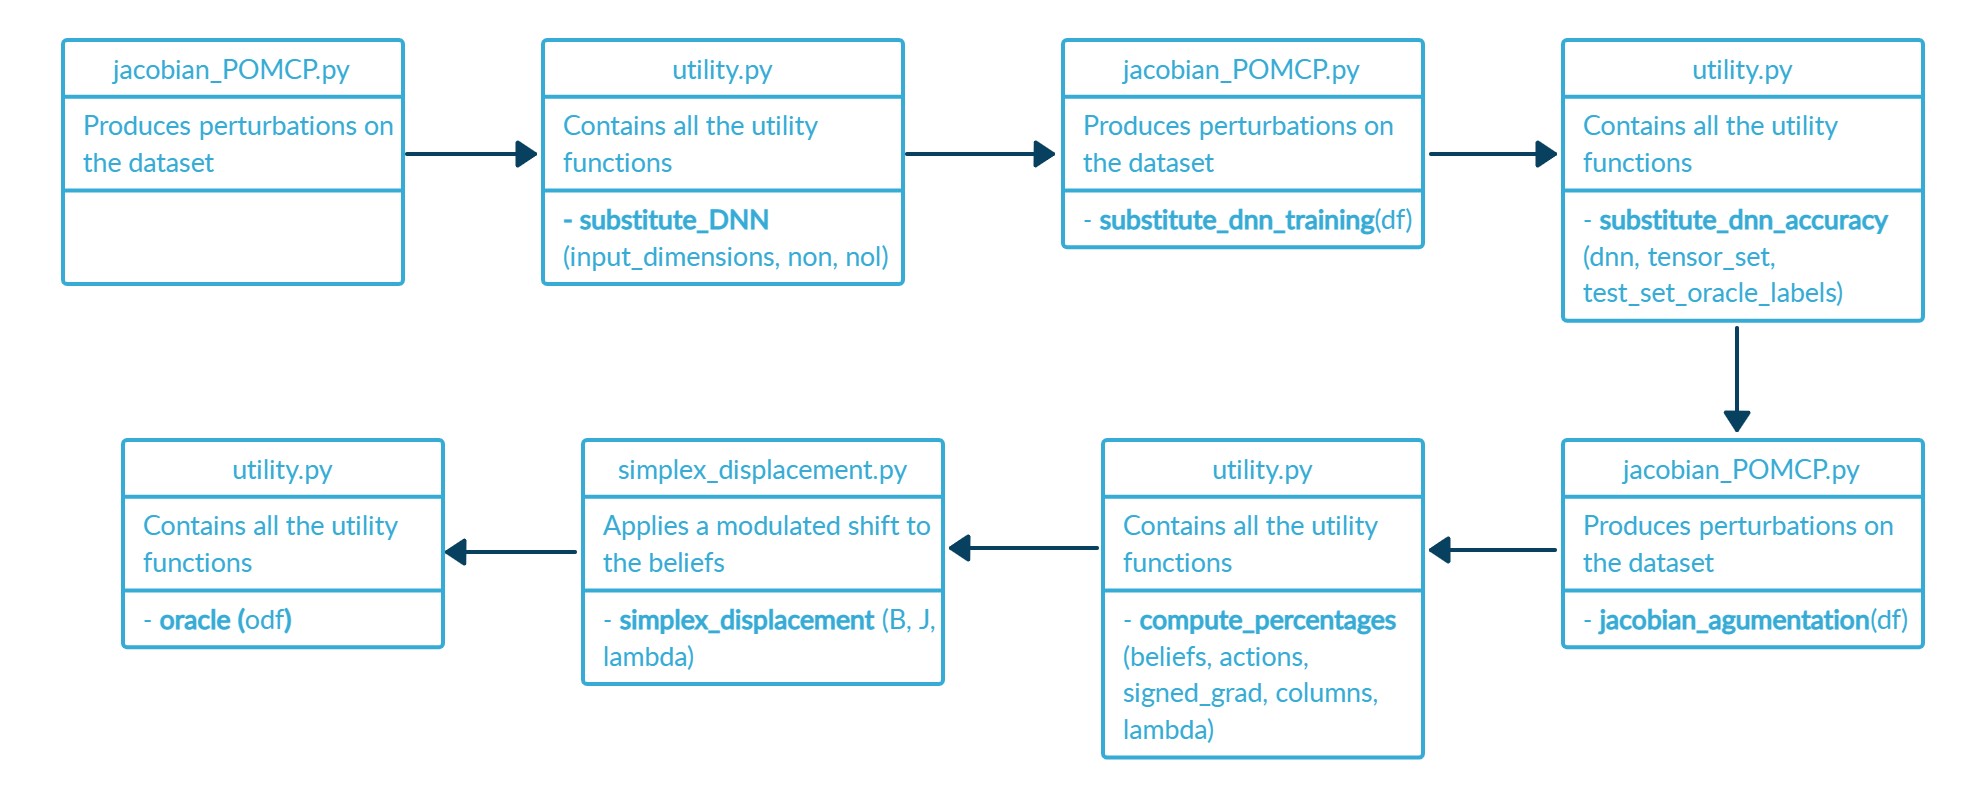 jacobian_POMCP.py
Produces perturbations on
the dataset
utility.py
Contains all the utility
functions
- substitute_DNN
(input_dimensions, non, nol)
jacobian_POMCP.py
Produces perturbations on
the dataset
- substitute_dnn_training(df)
utility.py
Contains all the utility
functions
- substitute_dnn_accuracy
(dnn, tensor_set,
test_set_oracle_labels)
jacobian_POMCP.py
Produces perturbations on
the dataset
- jacobian_agumentation(df)
utility.py
Contains all the utility
functions
- compute_percentages
(beliefs, actions,
signed_grad, columns,
lambda)
simplex_displacement.py
Applies a modulated shift to
the beliefs
- simplex_displacement (B, J,
lambda)
utility.py
Contains all the utility
functions
- oracle (odf)